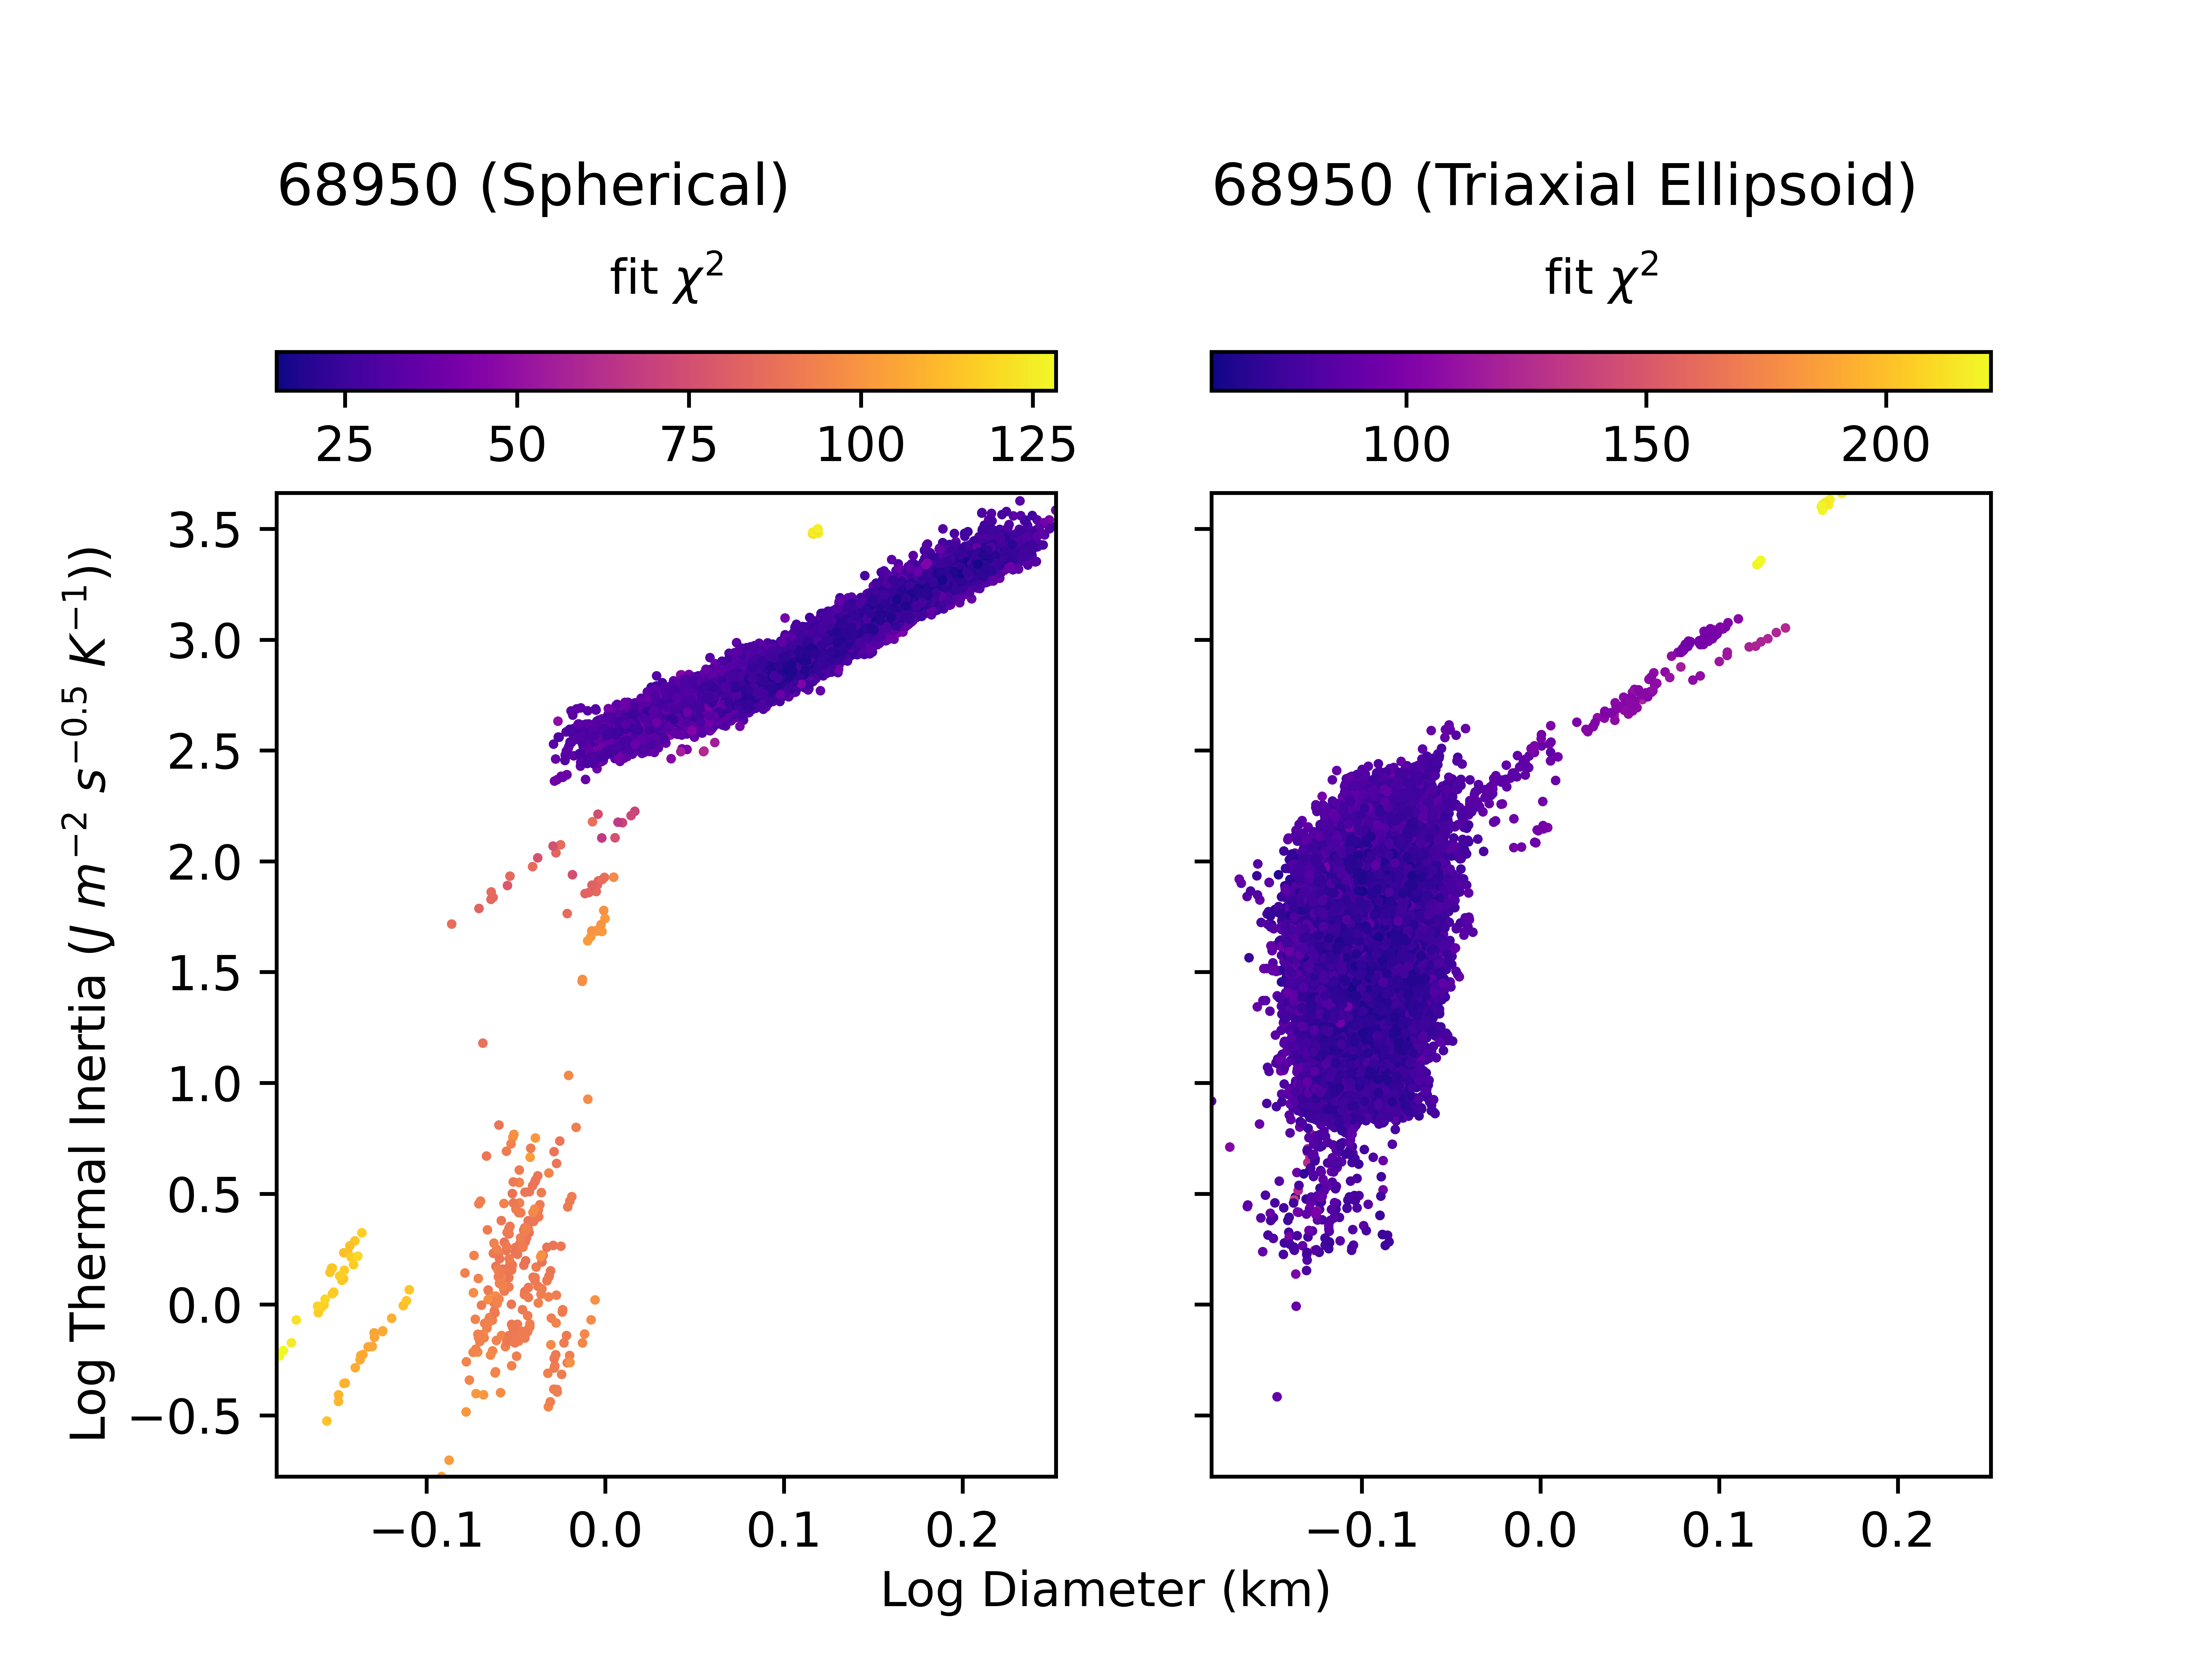 68950 (Spherical)
fit χ²
25 50 75 100 125
68950 (Triaxial Ellipsoid)
fit χ²
100 150 200
Log Thermal Inertia (J m⁻² s⁻⁰·⁵ K⁻¹))
3.5
3.0
2.5
2.0
1.5
1.0
0.5
0.0
−0.5
−0.1 0.0 0.1 0.2
−0.1 0.0 0.1 0.2
Log Diameter (km)